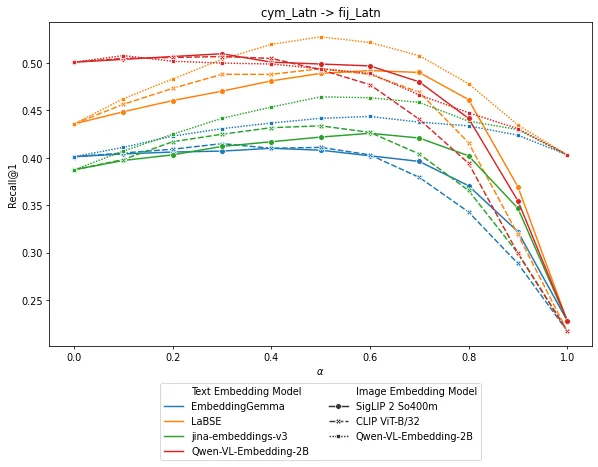 cym_Latn -> fij_Latn
Recall@1
0.50
0.45
0.40
0.35
0.30
0.25
0.0
0.2
0.4
0.6
0.8
1.0
α
Text Embedding Model
EmbeddingGemma
LaBSE
jina-embeddings-v3
Qwen-VL-Embedding-2B
Image Embedding Model
SigLIP 2 So400m
CLIP ViT-B/32
Qwen-VL-Embedding-2B